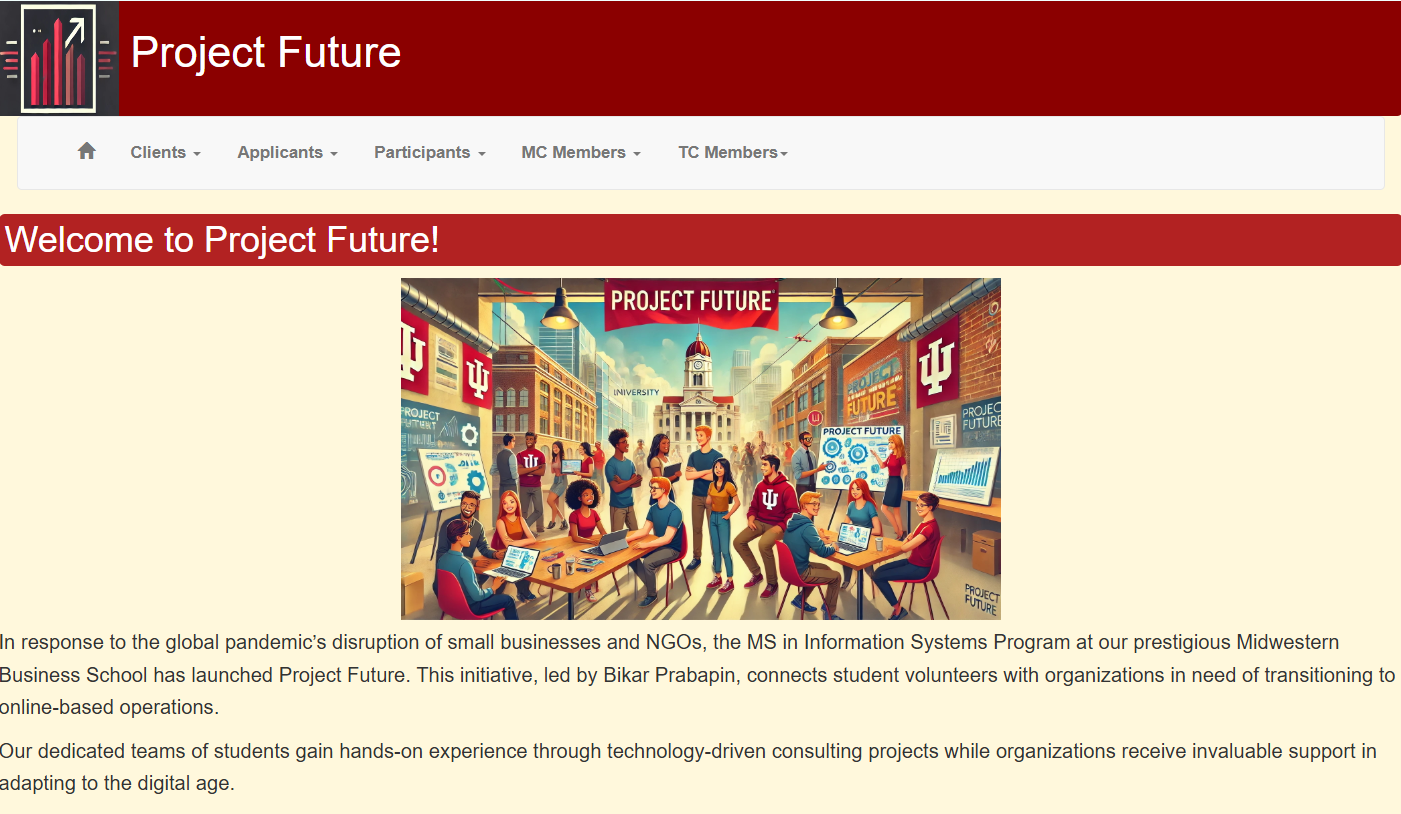 Project Future
Clients
Applicants
Participants
MC Members
TC Members
Welcome to Project Future!
PROJECT FUTURE
UNIVERSITY
PROJECT
FUTURE
PROJECT
PROJECT FUTURE
PROJEC
FUTURE
PROJECT
FUTURE
In response to the global pandemic’s disruption of small businesses and NGOs, the MS in Information Systems Program at our prestigious Midwestern
Business School has launched Project Future. This initiative, led by Bikar Prabapin, connects student volunteers with organizations in need of transitioning to
online-based operations.
Our dedicated teams of students gain hands-on experience through technology-driven consulting projects while organizations receive invaluable support in
adapting to the digital age.